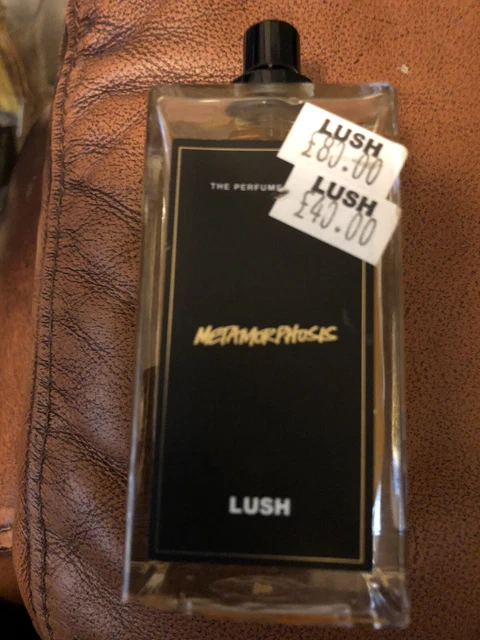 LUSH
£80.00
LUSH
£40.00
THE PERFUME
METAMORPHOSIS
LUSH